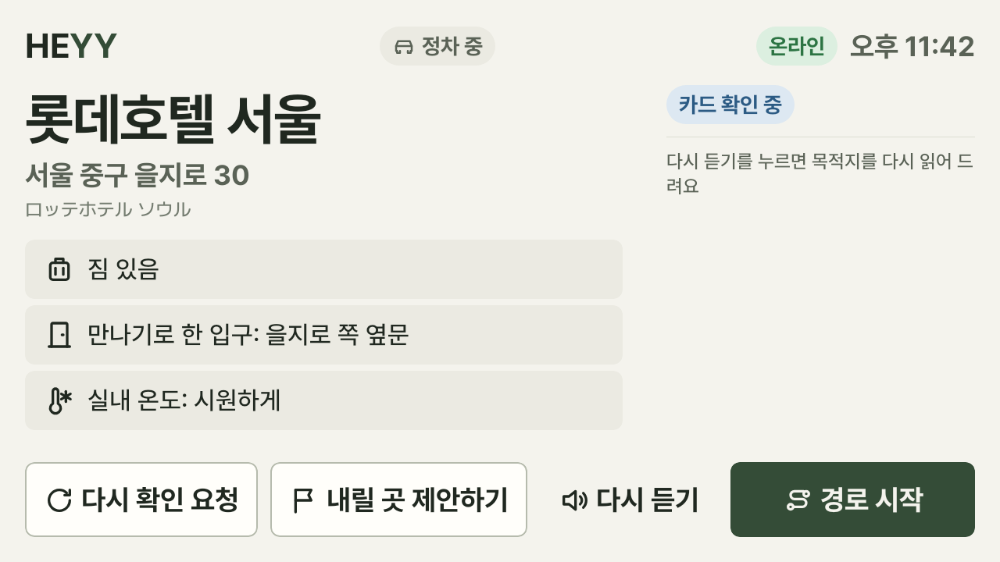 HEYY
정차 중
온라인
오후 11:42
롯데호텔 서울
서울 중구 을지로 30
ロッテホテル ソウル
카드 확인 중
다시 듣기를 누르면 목적지를 다시 읽어 드
려요
짐 있음
만나기로 한 입구: 을지로 쪽 옆문
실내 온도: 시원하게
다시 확인 요청
내릴 곳 제안하기
다시 듣기
경로 시작